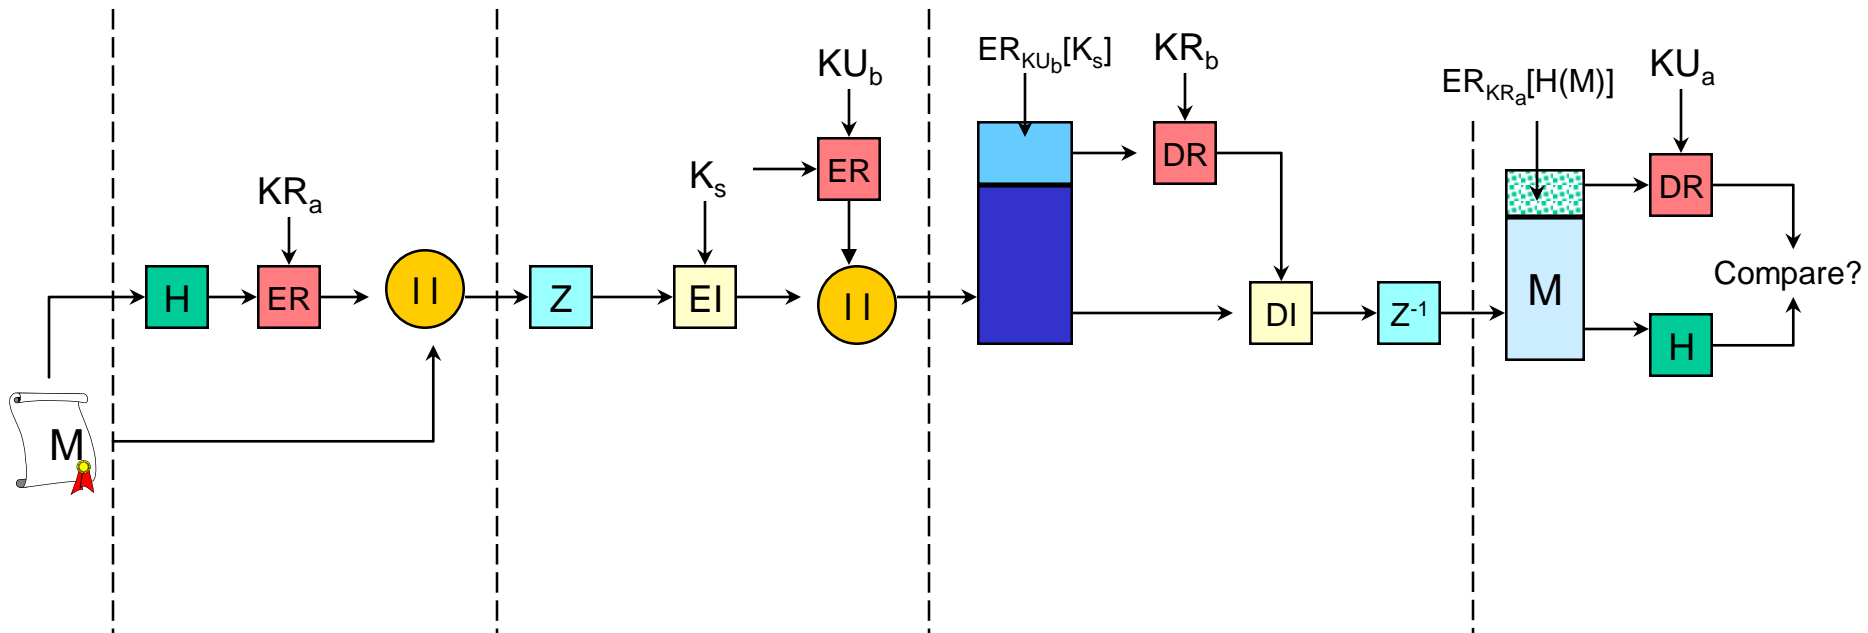 ER_KUb[K_s]
KR_b
KU_a
KU_b
ER_KRa[H(M)]
ER
DR
K_s
DR
KR_a
M
Compare?
H
ER
||
Z
EI
||
DI
Z^-1
H
M